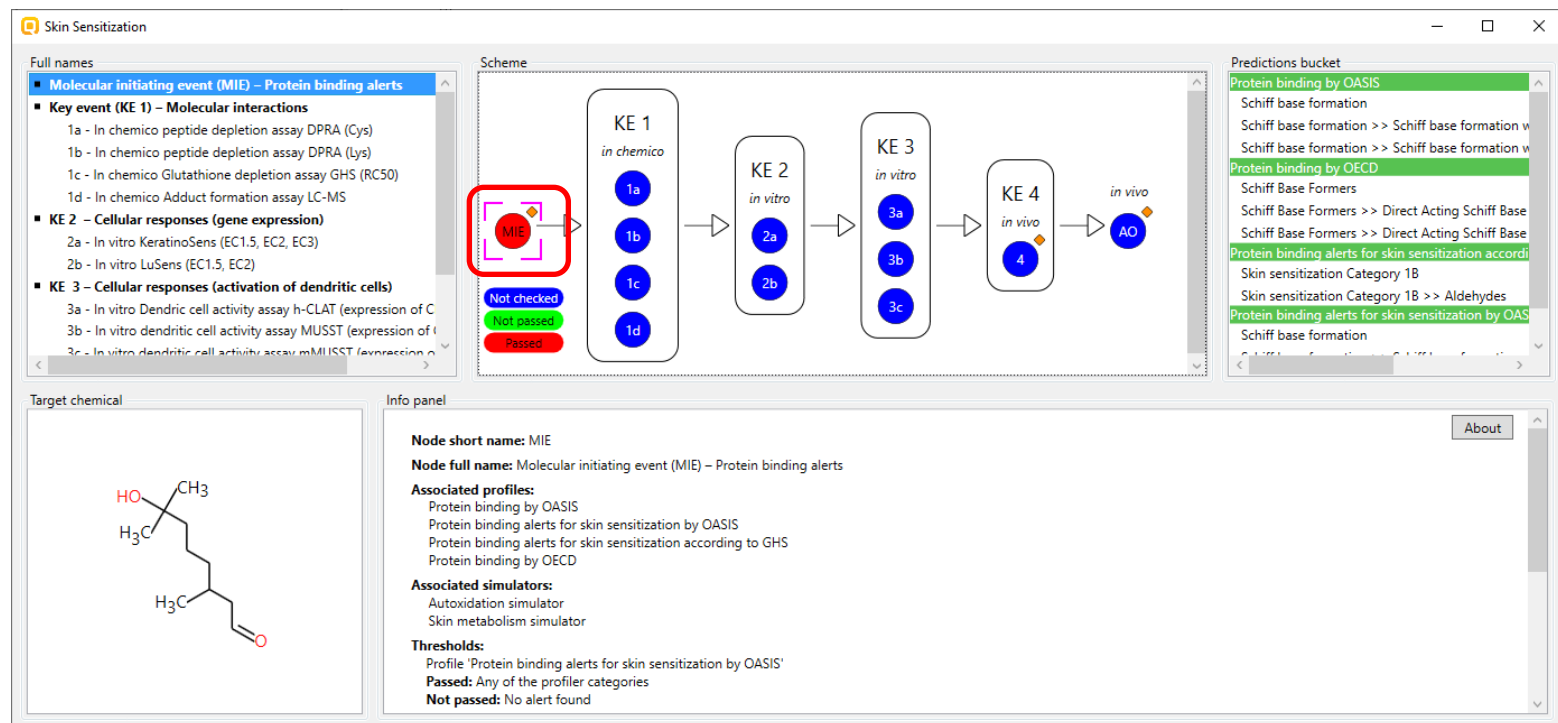 Skin Sensitization
Full names
Molecular initiating event (MIE) – Protein binding alerts
Key event (KE 1) – Molecular interactions
1a - In chemico peptide depletion assay DPRA (Cys)
1b - In chemico peptide depletion assay DPRA (Lys)
1c - In chemico Glutathione depletion assay GHS (RC50)
1d - In chemico Adduct formation assay LC-MS
KE 2 – Cellular responses (gene expression)
2a - In vitro KeratinoSens (EC1.5, EC2, EC3)
2b - In vitro LuSens (EC1.5, EC2)
KE 3 – Cellular responses (activation of dendritic cells)
3a - In vitro Dendric cell activity assay h-CLAT (expression of C
3b - In vitro dendritic cell activity assay MUSST (expression of
3c - In vitro dendritic cell activity assay mMUSST (expression o
Scheme
MIE
Not checked
Not passed
Passed
KE 1
in chemico
1a
1b
1c
1d
KE 2
in vitro
2a
2b
KE 3
in vitro
3a
3b
3c
KE 4
in vivo
4
in vivo
AO
Predictions bucket
Protein binding by OASIS
Schiff base formation
Schiff base formation >> Schiff base formation w
Schiff base formation >> Schiff base formation w
Protein binding by OECD
Schiff Base Formers
Schiff Base Formers >> Direct Acting Schiff Base
Schiff Base Formers >> Direct Acting Schiff Base
Protein binding alerts for skin sensitization accordi
Skin sensitization Category 1B
Skin sensitization Category 1B >> Aldehydes
Protein binding alerts for skin sensitization by OAS
Schiff base formation
Target chemical
HO
CH3
H3C
H3C
O
Info panel
About
Node short name: MIE
Node full name: Molecular initiating event (MIE) – Protein binding alerts
Associated profiles:
Protein binding by OASIS
Protein binding alerts for skin sensitization by OASIS
Protein binding alerts for skin sensitization according to GHS
Protein binding by OECD
Associated simulators:
Autoxidation simulator
Skin metabolism simulator
Thresholds:
Profile 'Protein binding alerts for skin sensitization by OASIS'
Passed: Any of the profiler categories
Not passed: No alert found